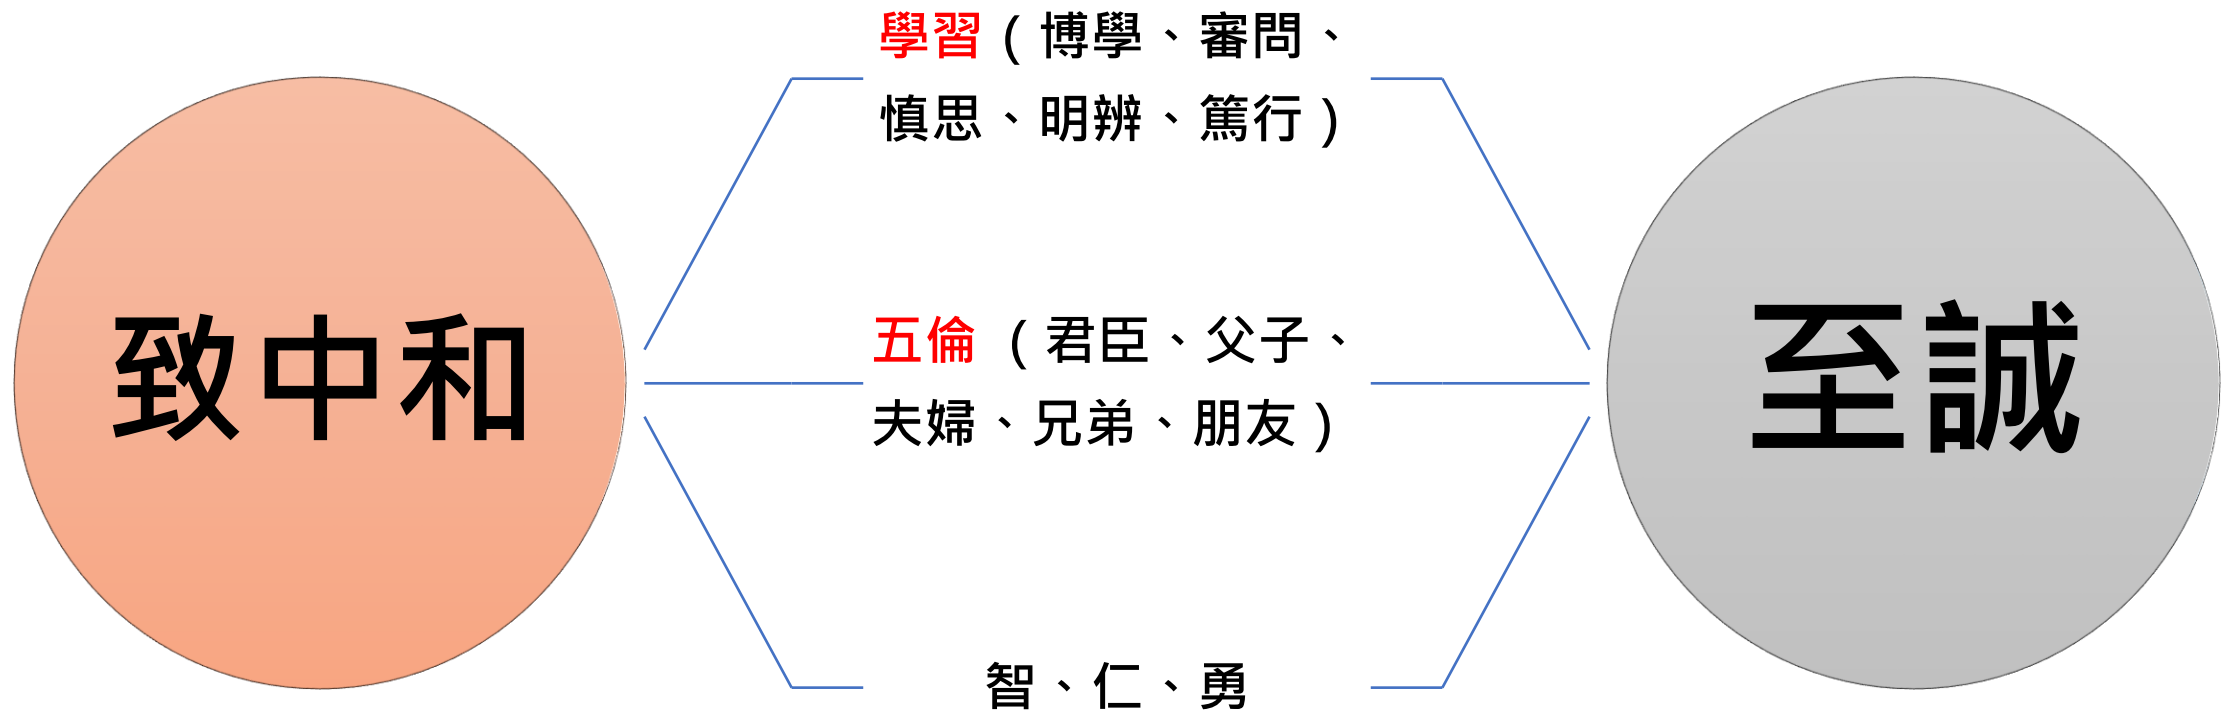 致中和
學習（博學、審問、
慎思、明辨、篤行）
五倫（君臣、父子、
夫婦、兄弟、朋友）
智、仁、勇
至誠